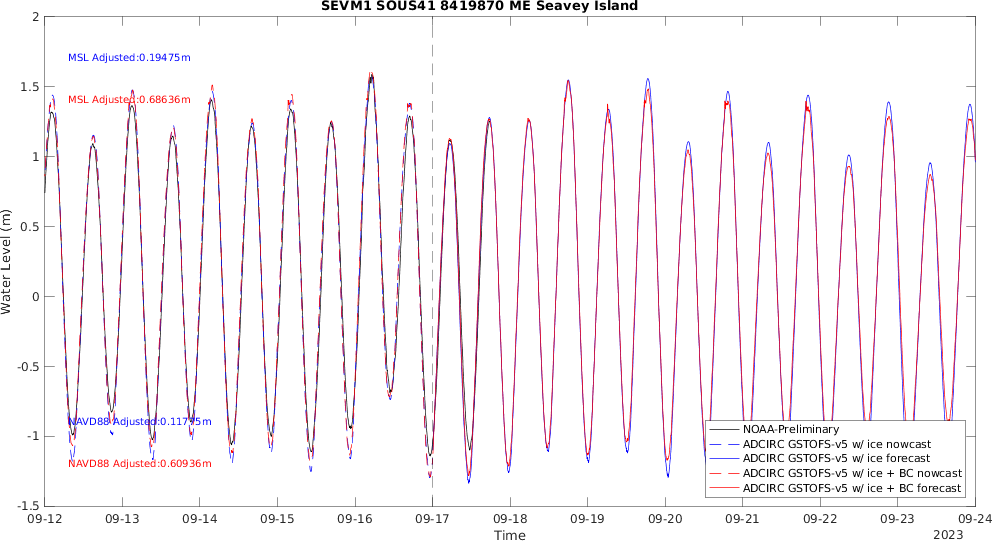 SEVM1 SOUS41 8419870 ME Seavey Island
2
1.5
1
0.5
0
-0.5
-1
-1.5
Water Level (m)
MSL Adjusted:0.19475m
MSL Adjusted:0.68636m
NAVD88 Adjusted:0.11775m
NAVD88 Adjusted:0.60936m
NOAA-Preliminary
ADCIRC GSTOFS-v5 w/ ice nowcast
ADCIRC GSTOFS-v5 w/ ice forecast
ADCIRC GSTOFS-v5 w/ ice + BC nowcast
ADCIRC GSTOFS-v5 w/ ice + BC forecast
09-12 09-13 09-14 09-15 09-16 09-17 09-18 09-19 09-20 09-21 09-22 09-23 09-24
Time
2023